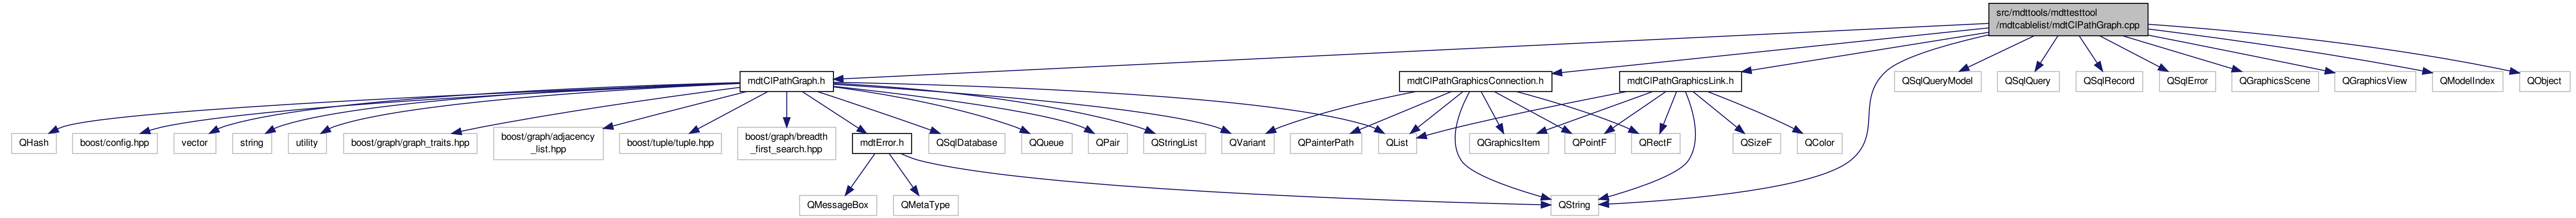 src/mdttools/mdttesttool
/mdtcablelist/mdtClPathGraph.cpp
mdtClPathGraph.h
mdtClPathGraphicsConnection.h
mdtClPathGraphicsLink.h
QSqlQueryModel
QSqlQuery
QSqlRecord
QSqlError
QGraphicsScene
QGraphicsView
QModelIndex
QObject
QHash
boost/config.hpp
vector
string
utility
boost/graph/graph_traits.hpp
boost/graph/adjacency
_list.hpp
boost/tuple/tuple.hpp
boost/graph/breadth
_first_search.hpp
mdtError.h
QSqlDatabase
QQueue
QPair
QStringList
QVariant
QPainterPath
QList
QGraphicsItem
QPointF
QRectF
QSizeF
QColor
QMessageBox
QMetaType
QString